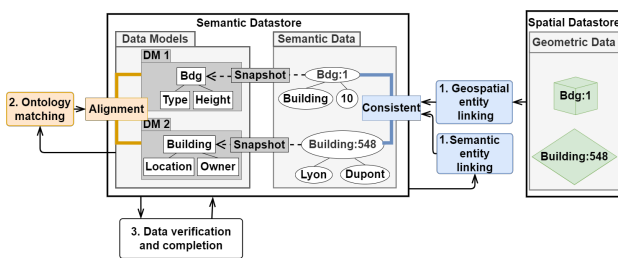 Semantic Datastore
Spatial Datastore
Data Models
Semantic Data
Geometric Data
DM 1
Bdg
Snapshot
Bdg:1
Type
Height
Building
10
Bdg:1
2. Ontology
matching
Alignment
Consistent
1. Geospatial
entity
linking
DM 2
Building
Snapshot
Building:548
Location
Owner
Lyon
Dupont
1.Semantic
entity
linking
Building:548
3. Data verification
and completion